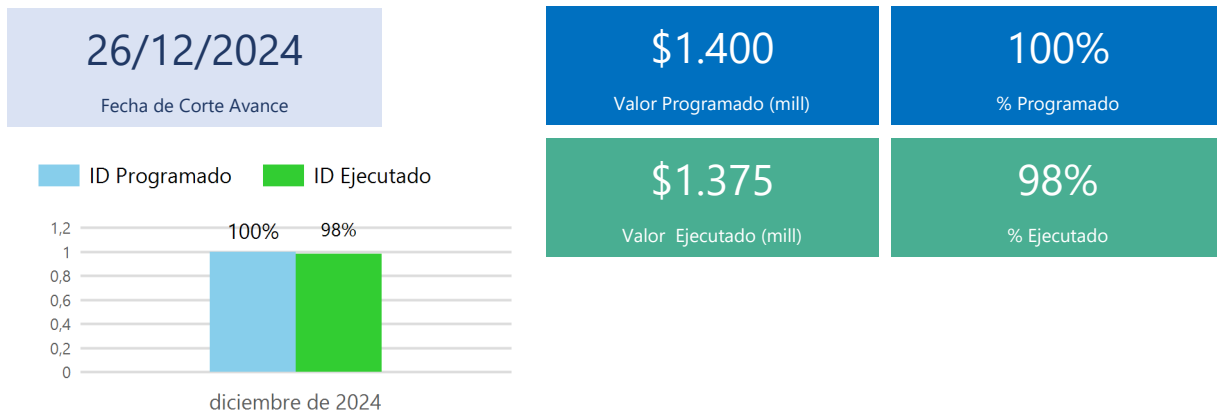 26/12/2024
Fecha de Corte Avance
$1.400
Valor Programado (mill)
100%
% Programado
$1.375
Valor  Ejecutado (mill)
98%
% Ejecutado
ID Programado
ID Ejecutado
1,2
1
0,8
0,6
0,4
0,2
0
100%
98%
diciembre de 2024